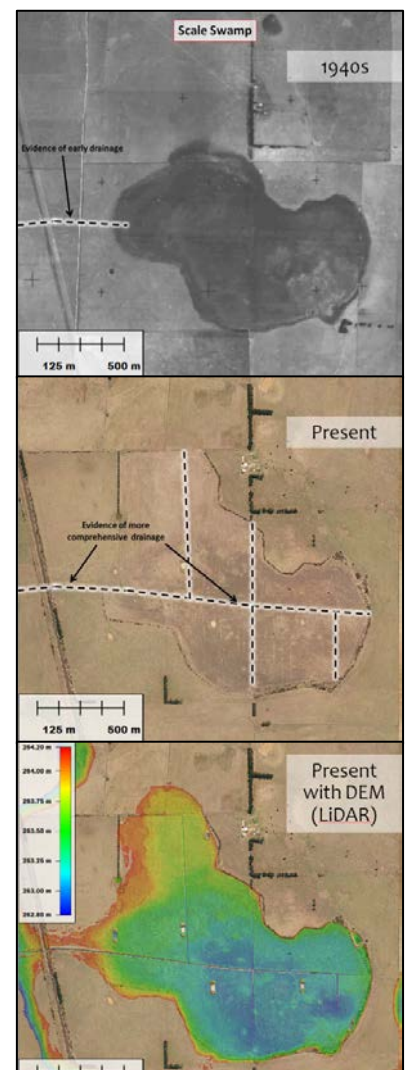 Scale Swamp
1940s
Evidence of early drainage
125 m 500 m
Present
Evidence of more
comprehensive drainage
125 m 500 m
264.20 m
264.00 m
263.75 m
263.50 m
263.25 m
263.00 m
262.80 m
Present
with DEM
(LiDAR)